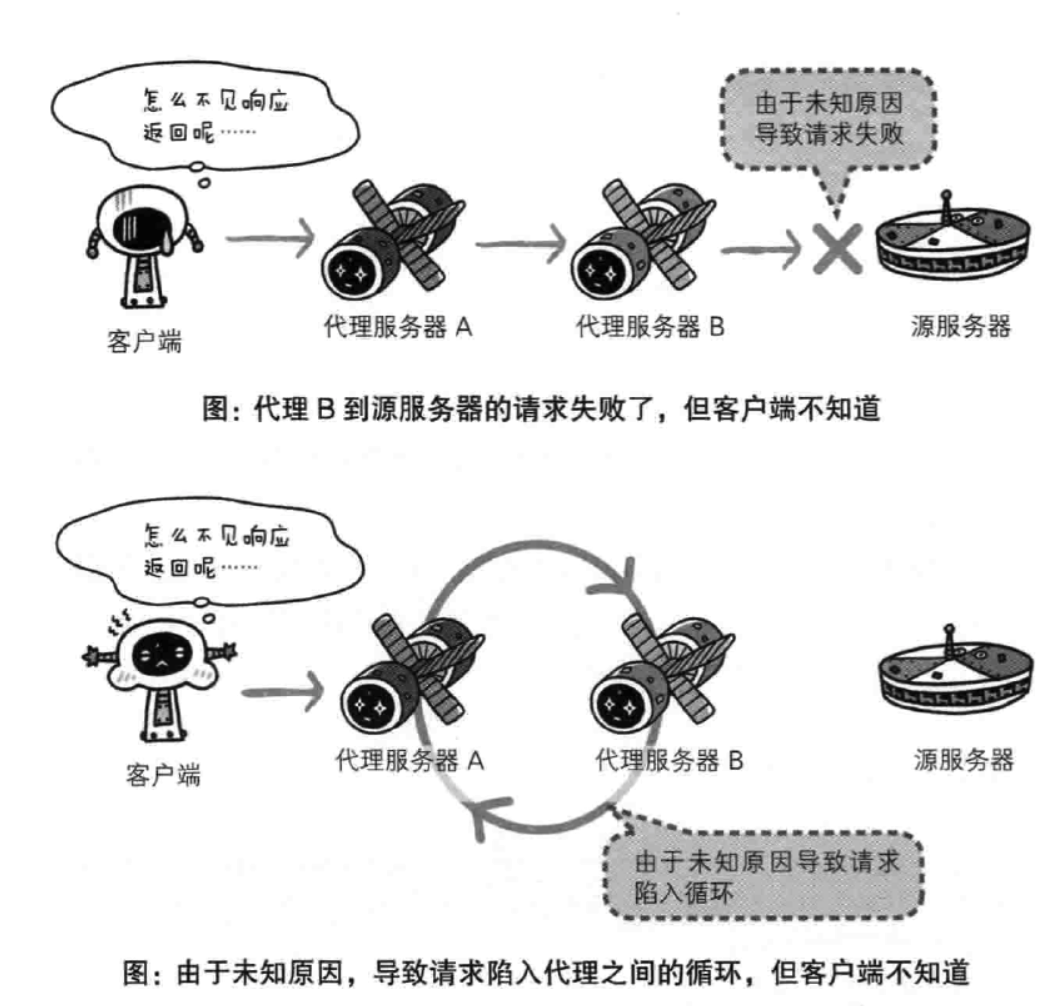 怎么不见响应
返回呢……
由于未知原因
导致请求失败
客户端
代理服务器 A
代理服务器 B
源服务器
图：代理 B 到源服务器的请求失败了，但客户端不知道
怎么不见响应
返回呢……
客户端
代理服务器 A
代理服务器 B
源服务器
由于未知原因导致请求
陷入循环
图：由于未知原因，导致请求陷入代理之间的循环，但客户端不知道